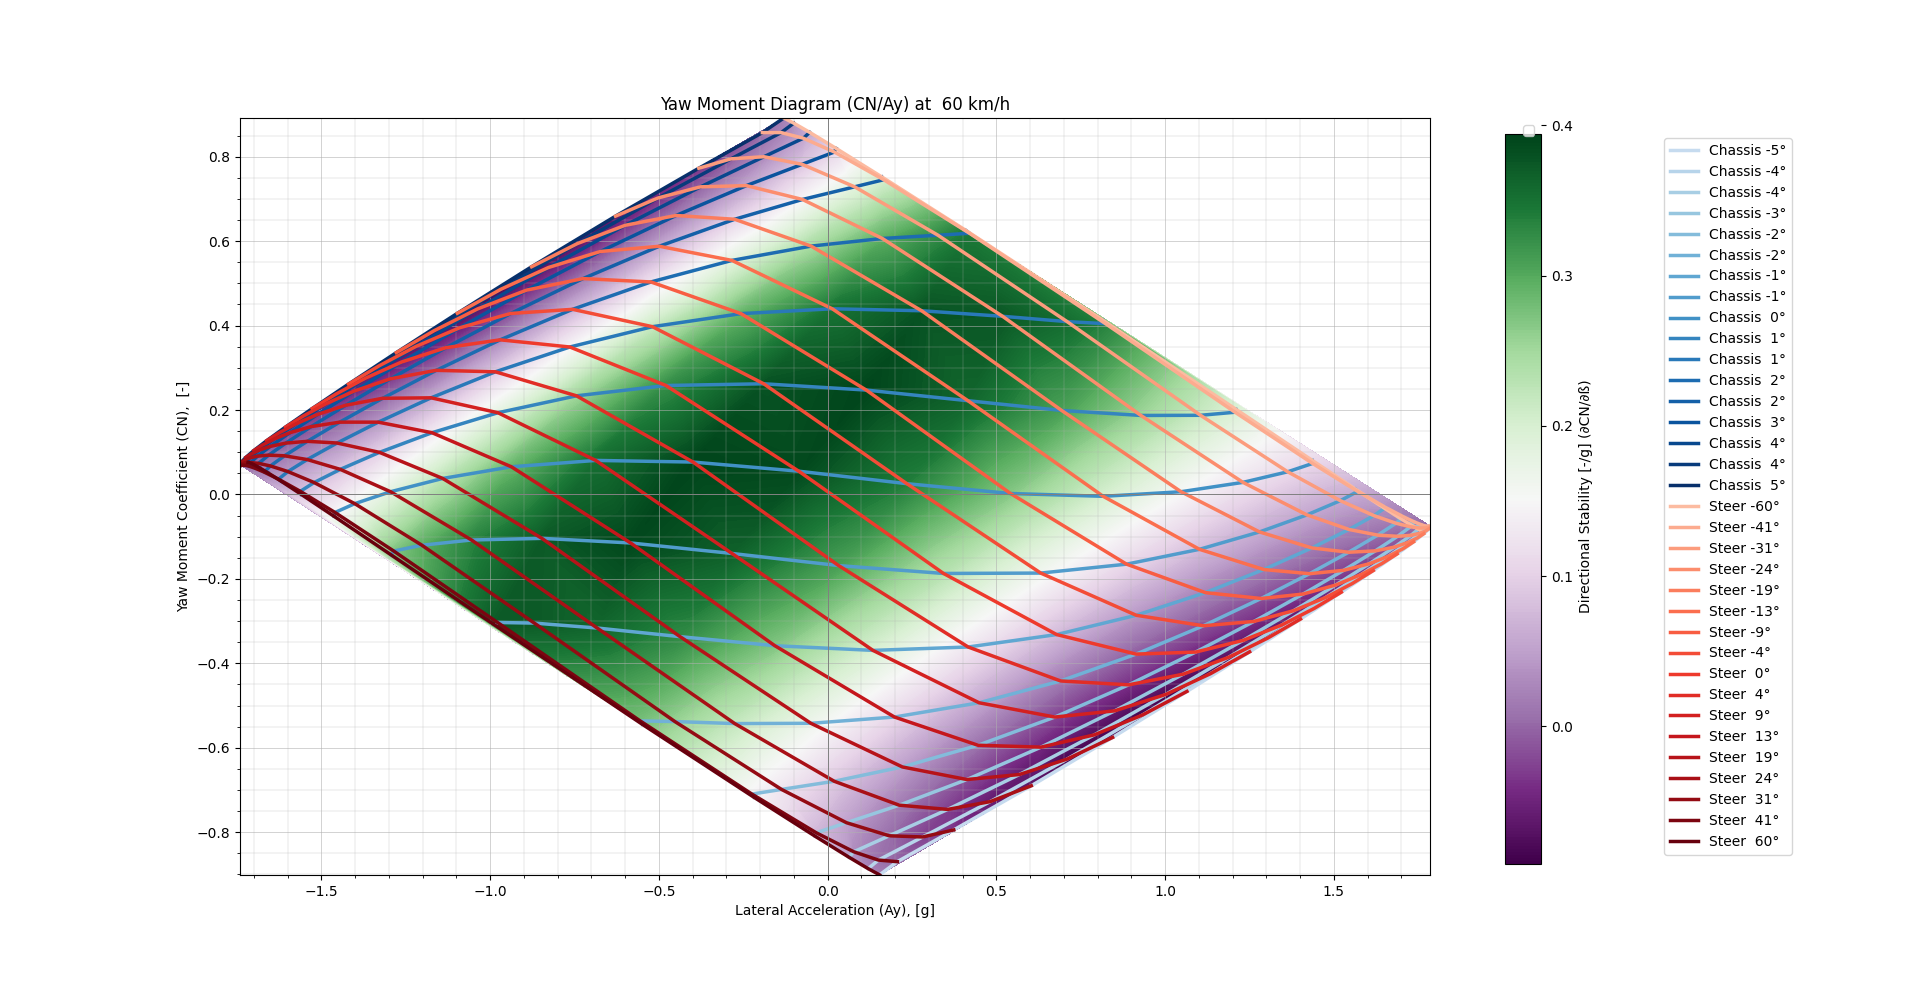 Yaw Moment Diagram (CN/Ay) at  60 km/h
Yaw Moment Coefficient (CN),  [-]
0.8
0.6
0.4
0.2
0.0
−0.2
−0.4
−0.6
−0.8
−1.5
−1.0
−0.5
0.0
0.5
1.0
1.5
Lateral Acceleration (Ay), [g]
0.4
0.3
0.2
0.1
0.0
Directional Stability [-/g] (∂CN/∂ß)
Chassis -5°
Chassis -4°
Chassis -4°
Chassis -3°
Chassis -2°
Chassis -2°
Chassis -1°
Chassis -1°
Chassis  0°
Chassis  1°
Chassis  1°
Chassis  2°
Chassis  2°
Chassis  3°
Chassis  4°
Chassis  4°
Chassis  5°
Steer -60°
Steer -41°
Steer -31°
Steer -24°
Steer -19°
Steer -13°
Steer -9°
Steer -4°
Steer  0°
Steer  4°
Steer  9°
Steer  13°
Steer  19°
Steer  24°
Steer  31°
Steer  41°
Steer  60°